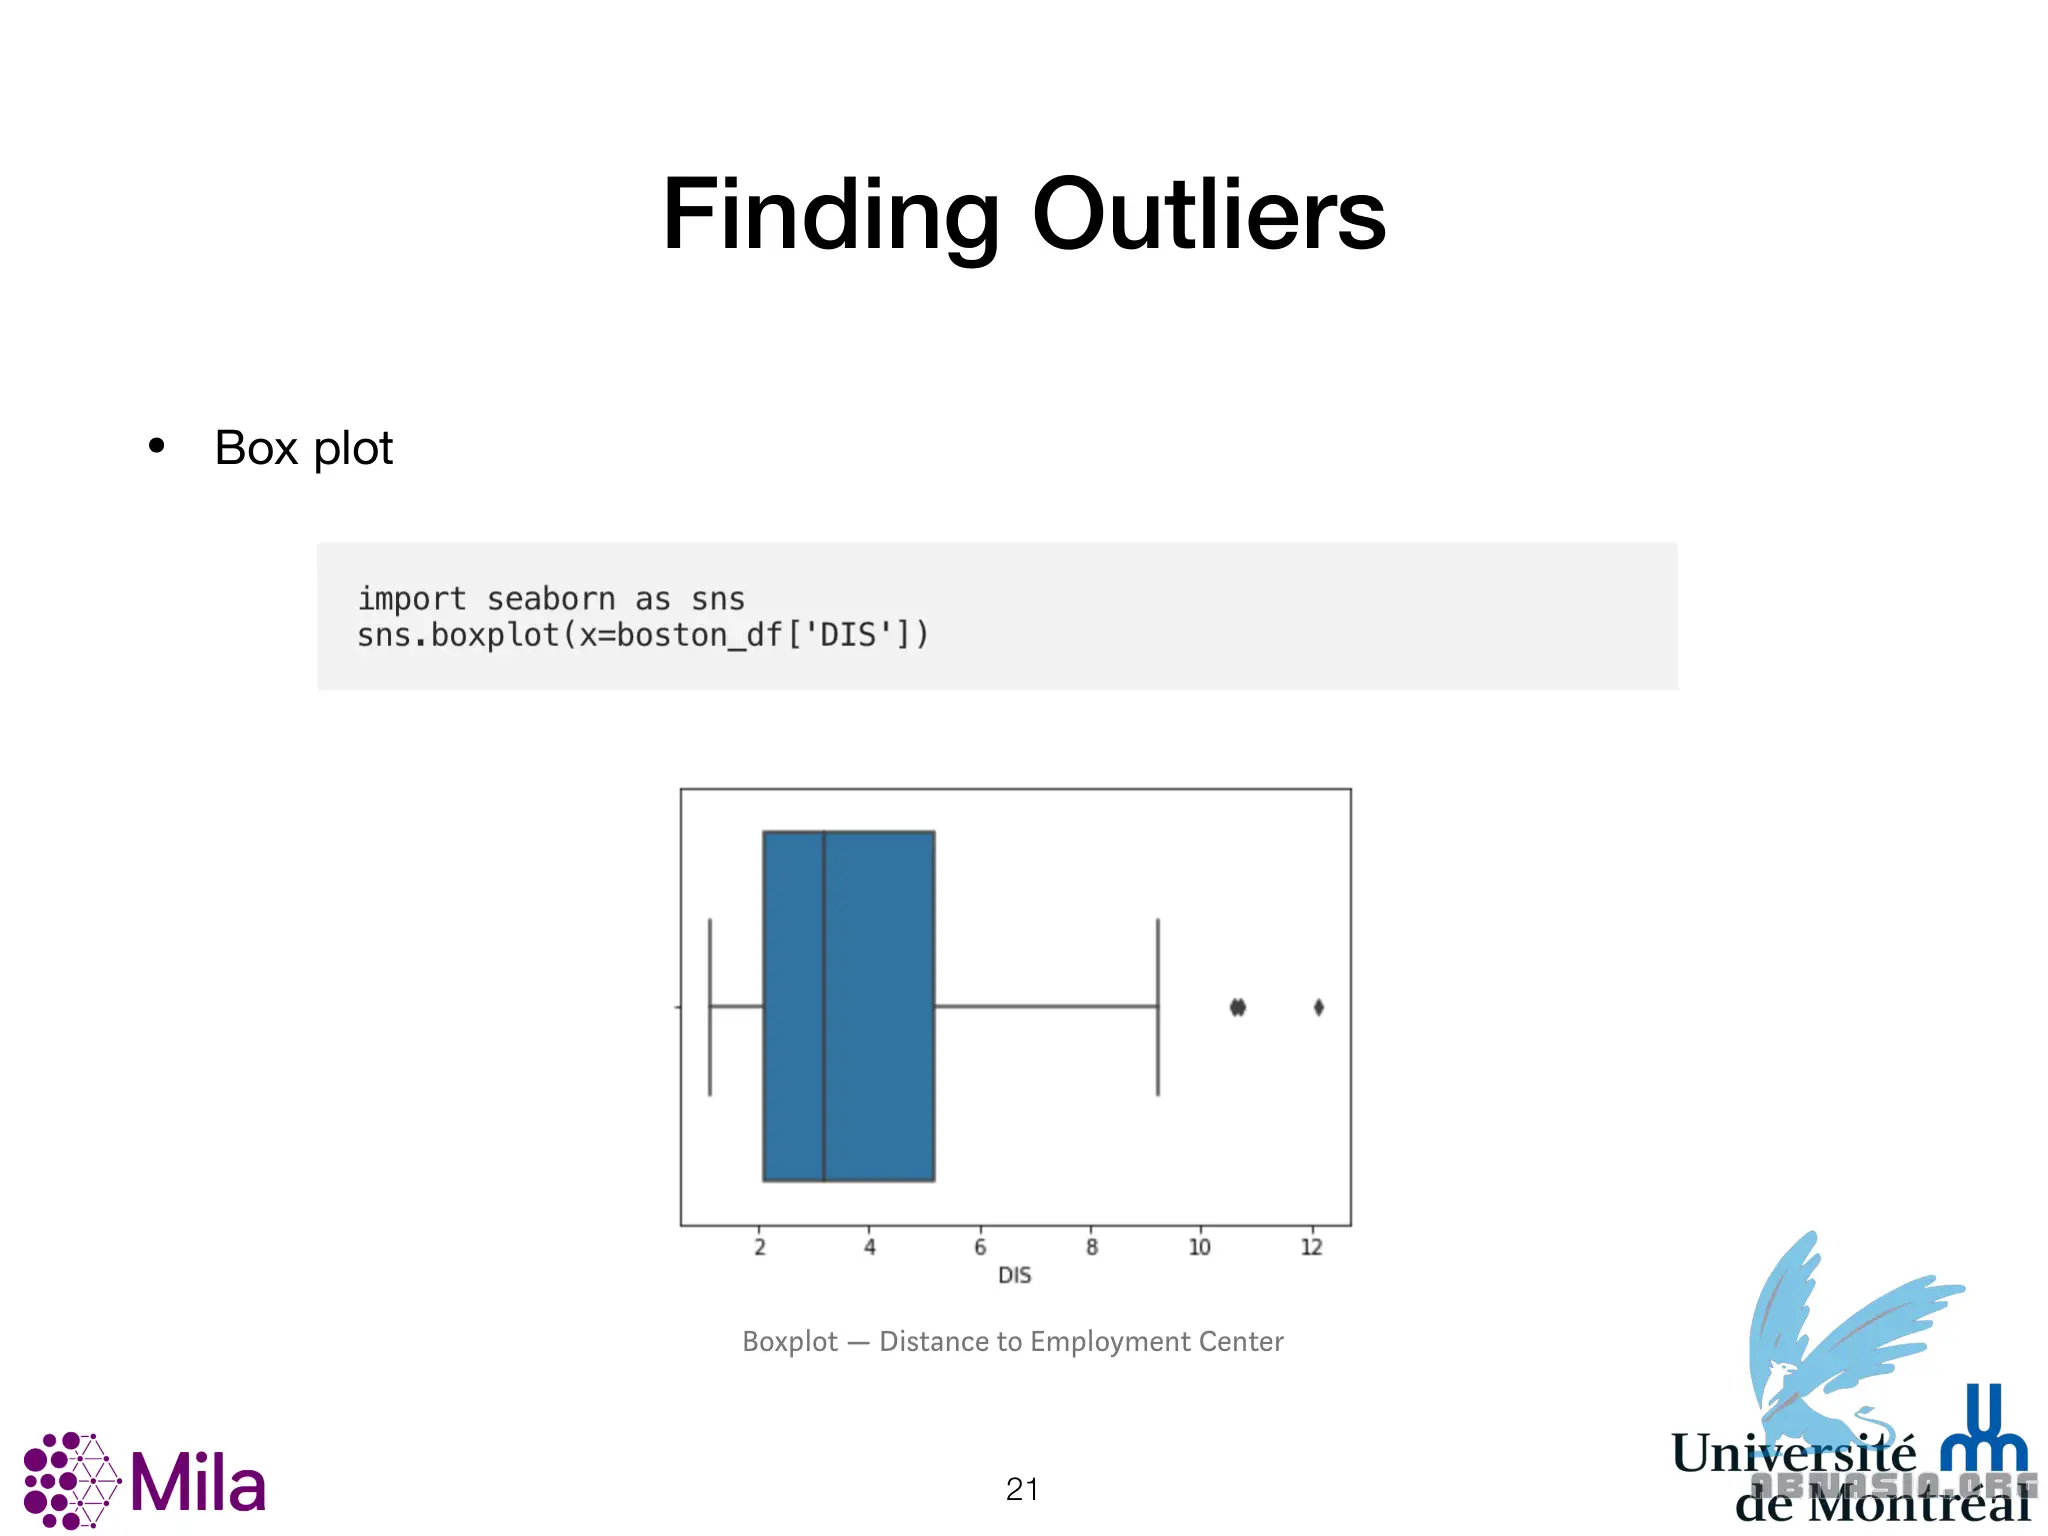 Finding Outliers
• Box plot
import seaborn as sns
sns.boxplot(x=boston_df['DIS'])
2 4 6 8 10 12
DIS
Boxplot — Distance to Employment Center
Mila
21
Université
de Montréal
ABNASIA.ORG